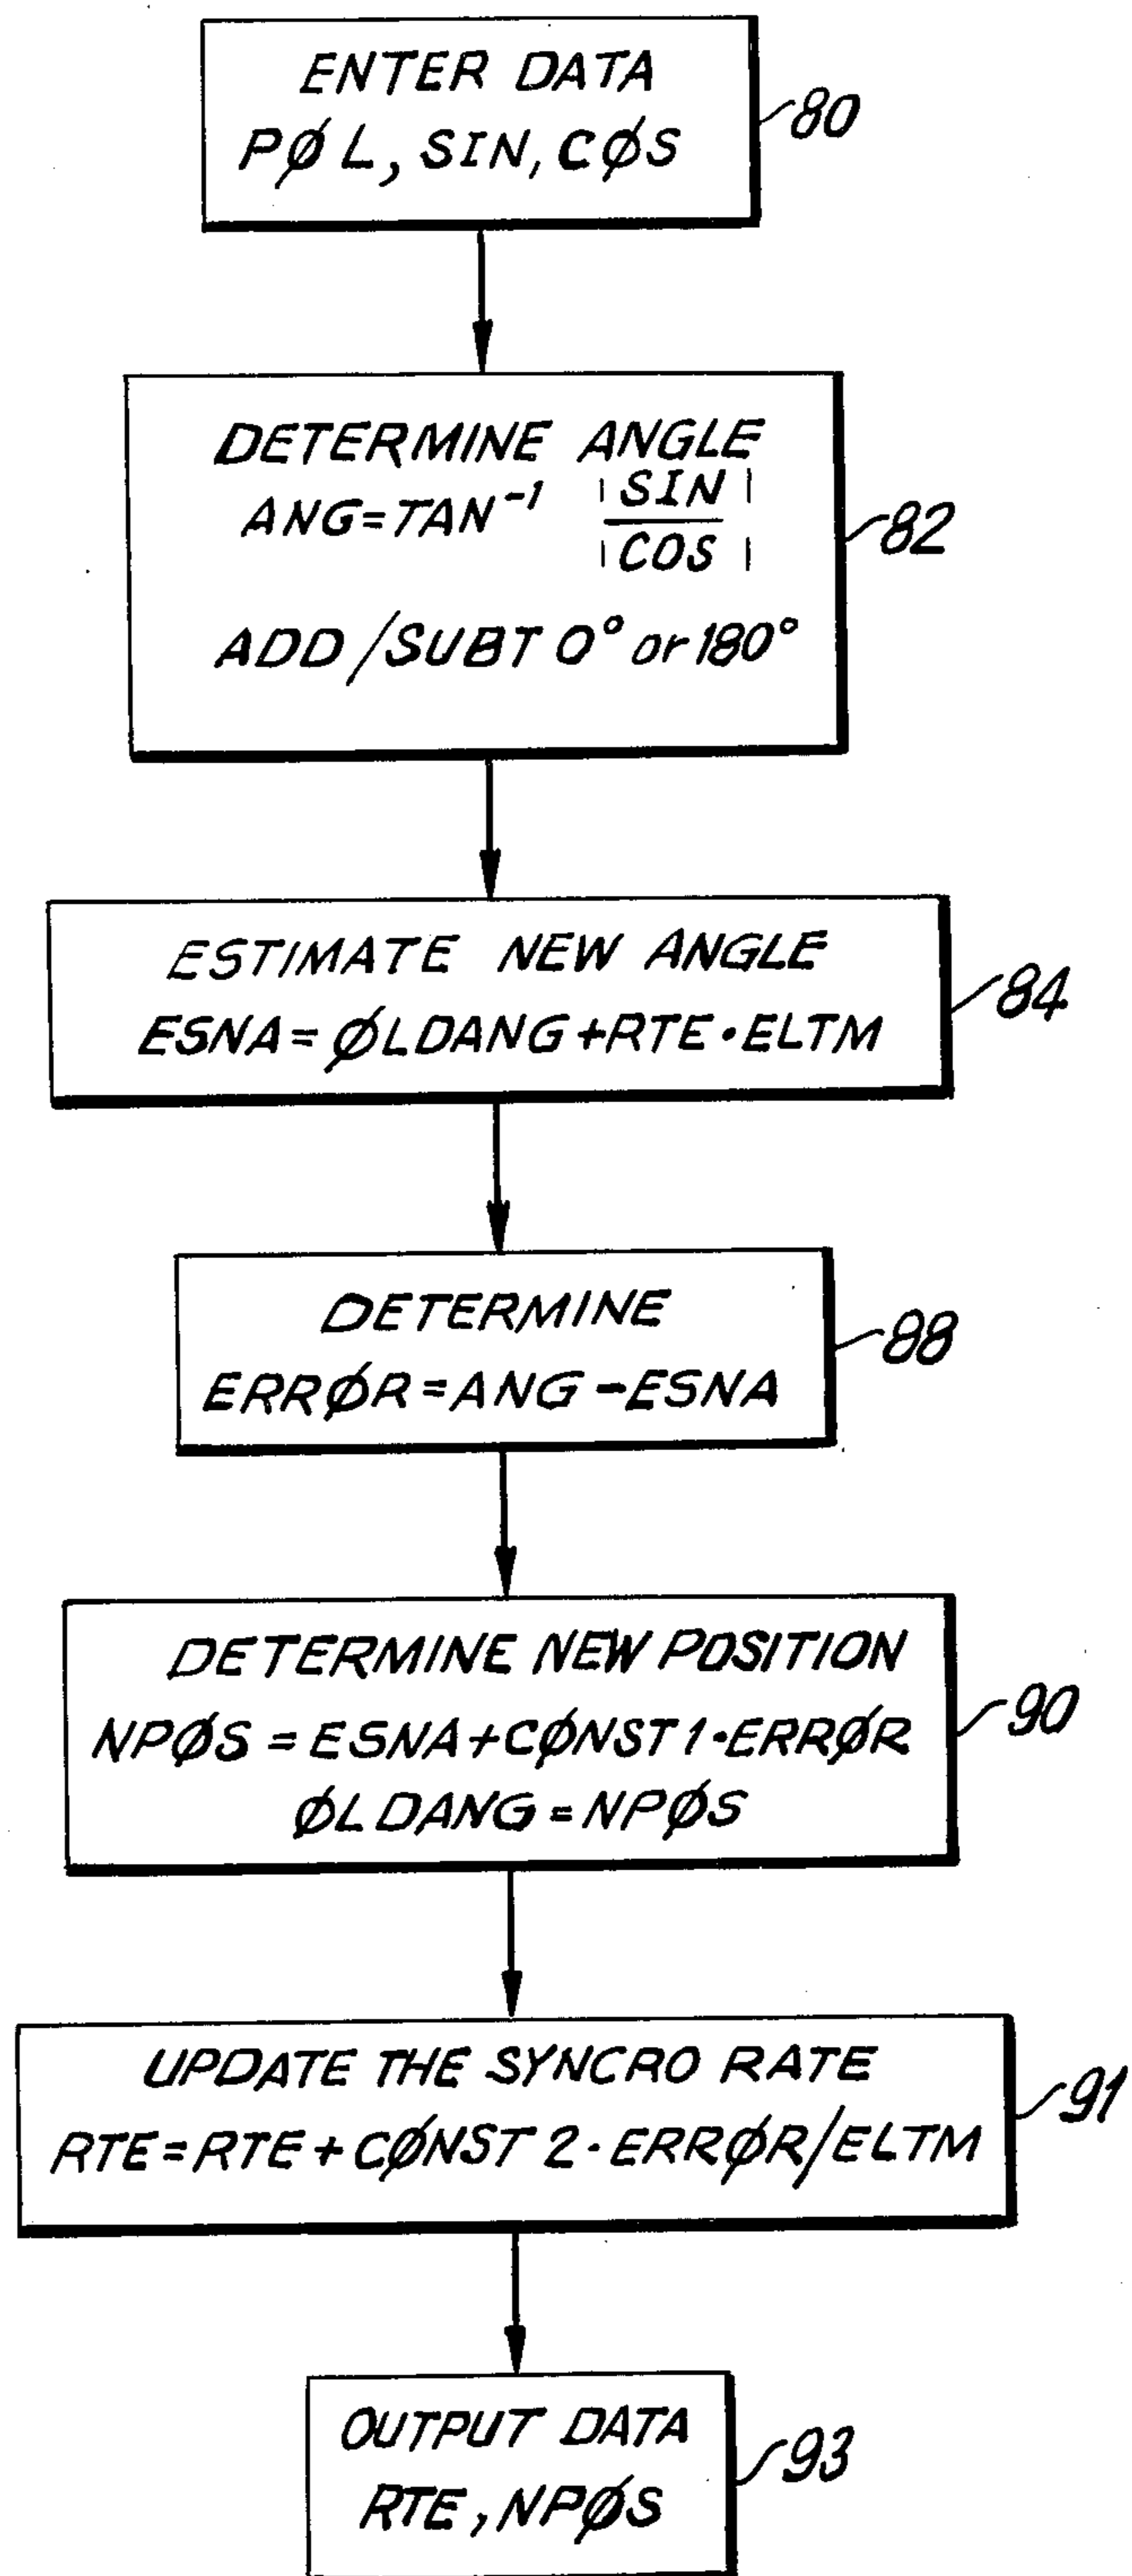 ENTER DATA
PØL, SIN, CØS
80
DETERMINE ANGLE
ANG=TAN⁻¹ |SIN|
|COS|
82
ADD/SUBT 0° or 180°
ESTIMATE NEW ANGLE
ESNA=ØLDANG+RTE·ELTM
84
DETERMINE
ERRØR=ANG-ESNA
88
DETERMINE NEW POSITION
NPØS=ESNA+CØNST1·ERRØR
ØLDANG=NPØS
90
UPDATE THE SYNCRO RATE
RTE=RTE+CØNST2·ERRØR/ELTM
91
OUTPUT DATA
RTE, NPØS
93